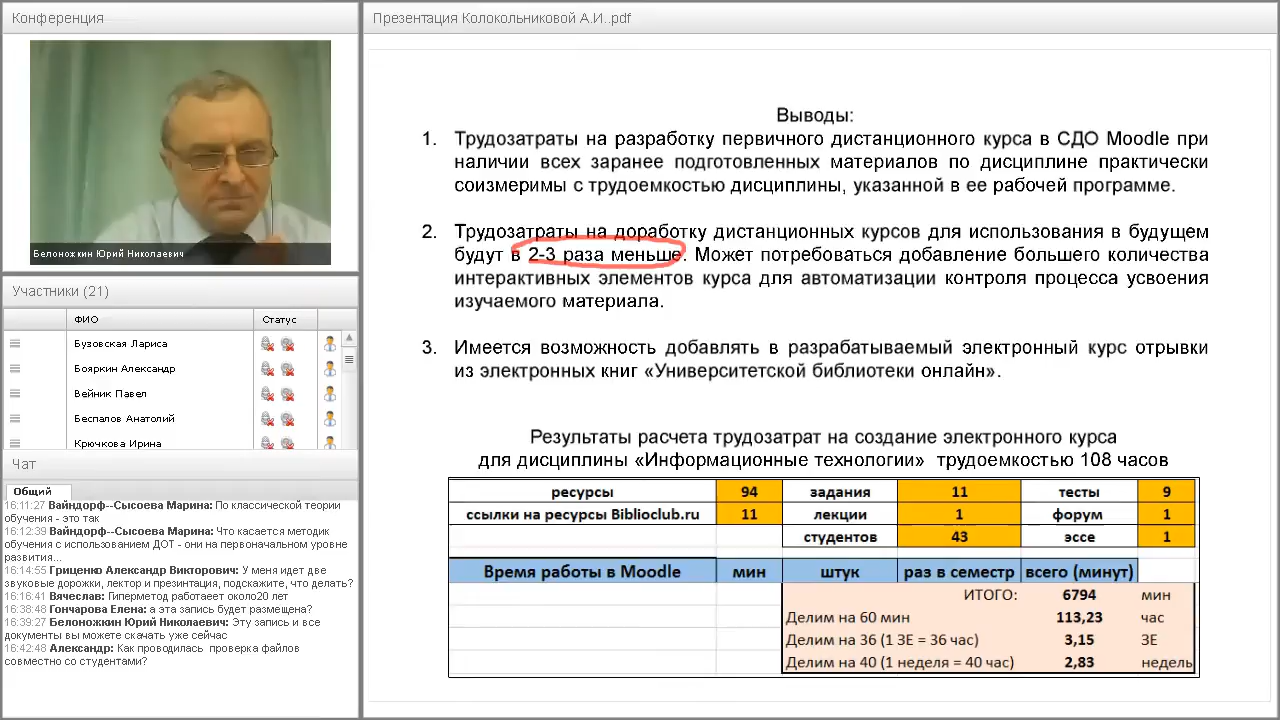 Конференция
Белоножкин Юрий Николаевич
Участники (21)
ФИО Статус
Бузовская Лариса
Бояркин Александр
Вейник Павел
Беспалов Анатолий
Крючкова Ирина
Чат
Общий
16:11:27 Вайндорф--Сысоева Марина: По классической теории
обучения - это так
16:12:39 Вайндорф--Сысоева Марина: Что касается методик
обучения с использованием ДОТ - они на первоначальном уровне
развития...
16:14:55 Гриценко Александр Викторович: У меня идет две
звуковые дорожки, лектор и презинтация, подскажите, что делать?
16:16:41 Вячеслав: Гиперметод работаеет около20 лет
16:38:48 Гончарова Елена: а эта запись будет размещена?
16:39:27 Белоножкин Юрий Николаевич: Эту запись и все
документы вы можете скачать уже сейчас
16:42:48 Александр: Как проводилась проверка файлов
совместно со студентами?
Презентация Колокольниковой А.И..pdf
Выводы:
1. Трудозатраты на разработку первичного дистанционного курса в СДО Moodle при
наличии всех заранее подготовленных материалов по дисциплине практически
соизмеримы с трудоемкостью дисциплины, указанной в ее рабочей программе.
2. Трудозатраты на доработку дистанционных курсов для использования в будущем
будут в 2-3 раза меньше. Может потребоваться добавление большего количества
интерактивных элементов курса для автоматизации контроля процесса усвоения
изучаемого материала.
3. Имеется возможность добавлять в разрабатываемый электронный курс отрывки
из электронных книг «Университетской библиотеки онлайн».
Результаты расчета трудозатрат на создание электронного курса
для дисциплины «Информационные технологии» трудоемкостью 108 часов
ресурсы 94 задания 11 тесты 9
ссылки на ресурсы Biblioclub.ru 11 лекции 1 форум 1
студентов 43 эссе 1
Время работы в Moodle мин штук раз в семестр всего (минут)
ИТОГО: 6794 мин
Делим на 60 мин 113,23 час
Делим на 36 (1 ЗЕ = 36 час) 3,15 ЗЕ
Делим на 40 (1 неделя = 40 час) 2,83 недель